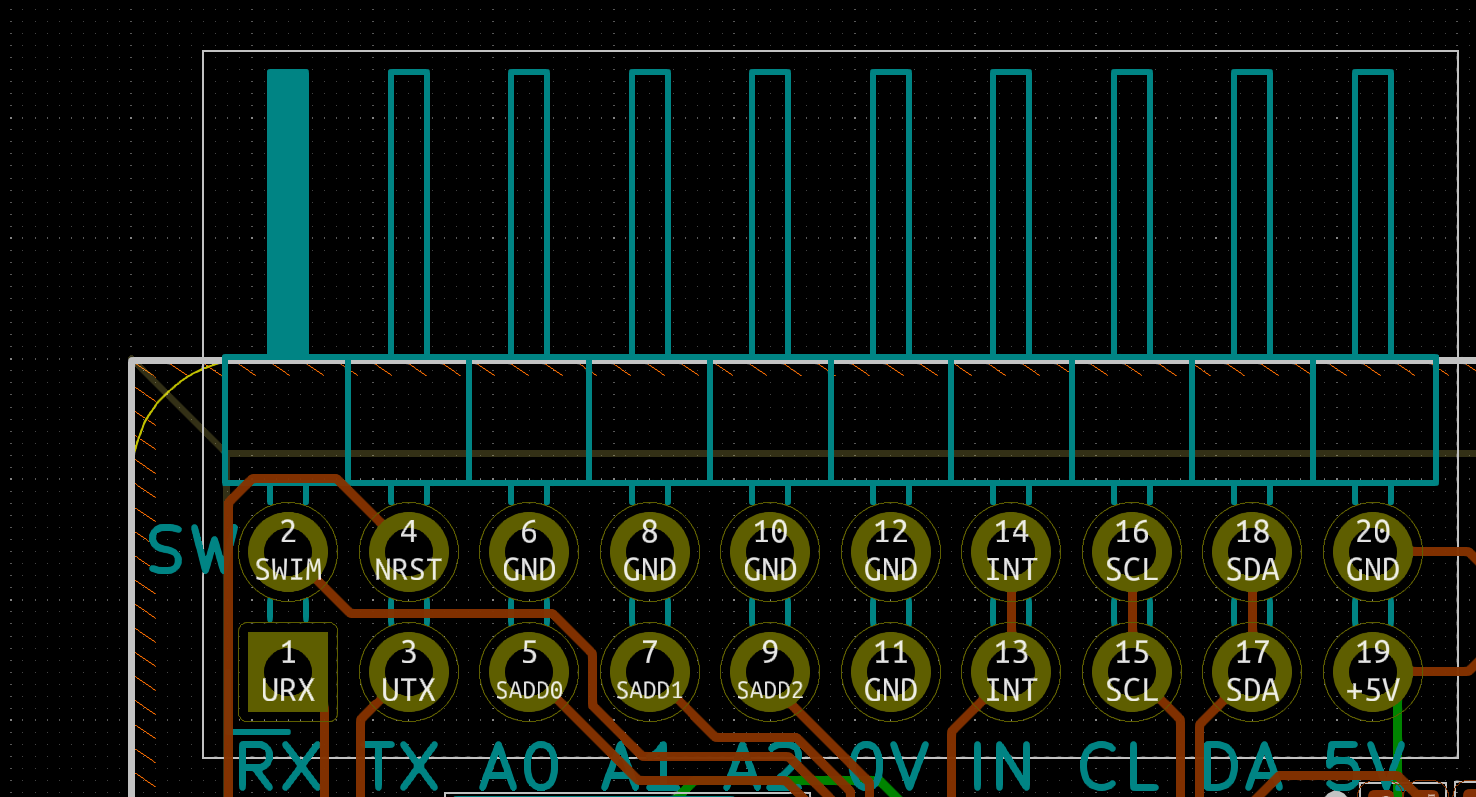 2 4 6 8 10 12 14 16 18 20
SW SWIM NRST GND GND GND GND INT SCL SDA GND
1 3 5 7 9 11 13 15 17 19
URX UTX SADD0 SADD1 SADD2 GND INT SCL SDA +5V
RX TX A0 A1 A2 0V IN CL DA 5V